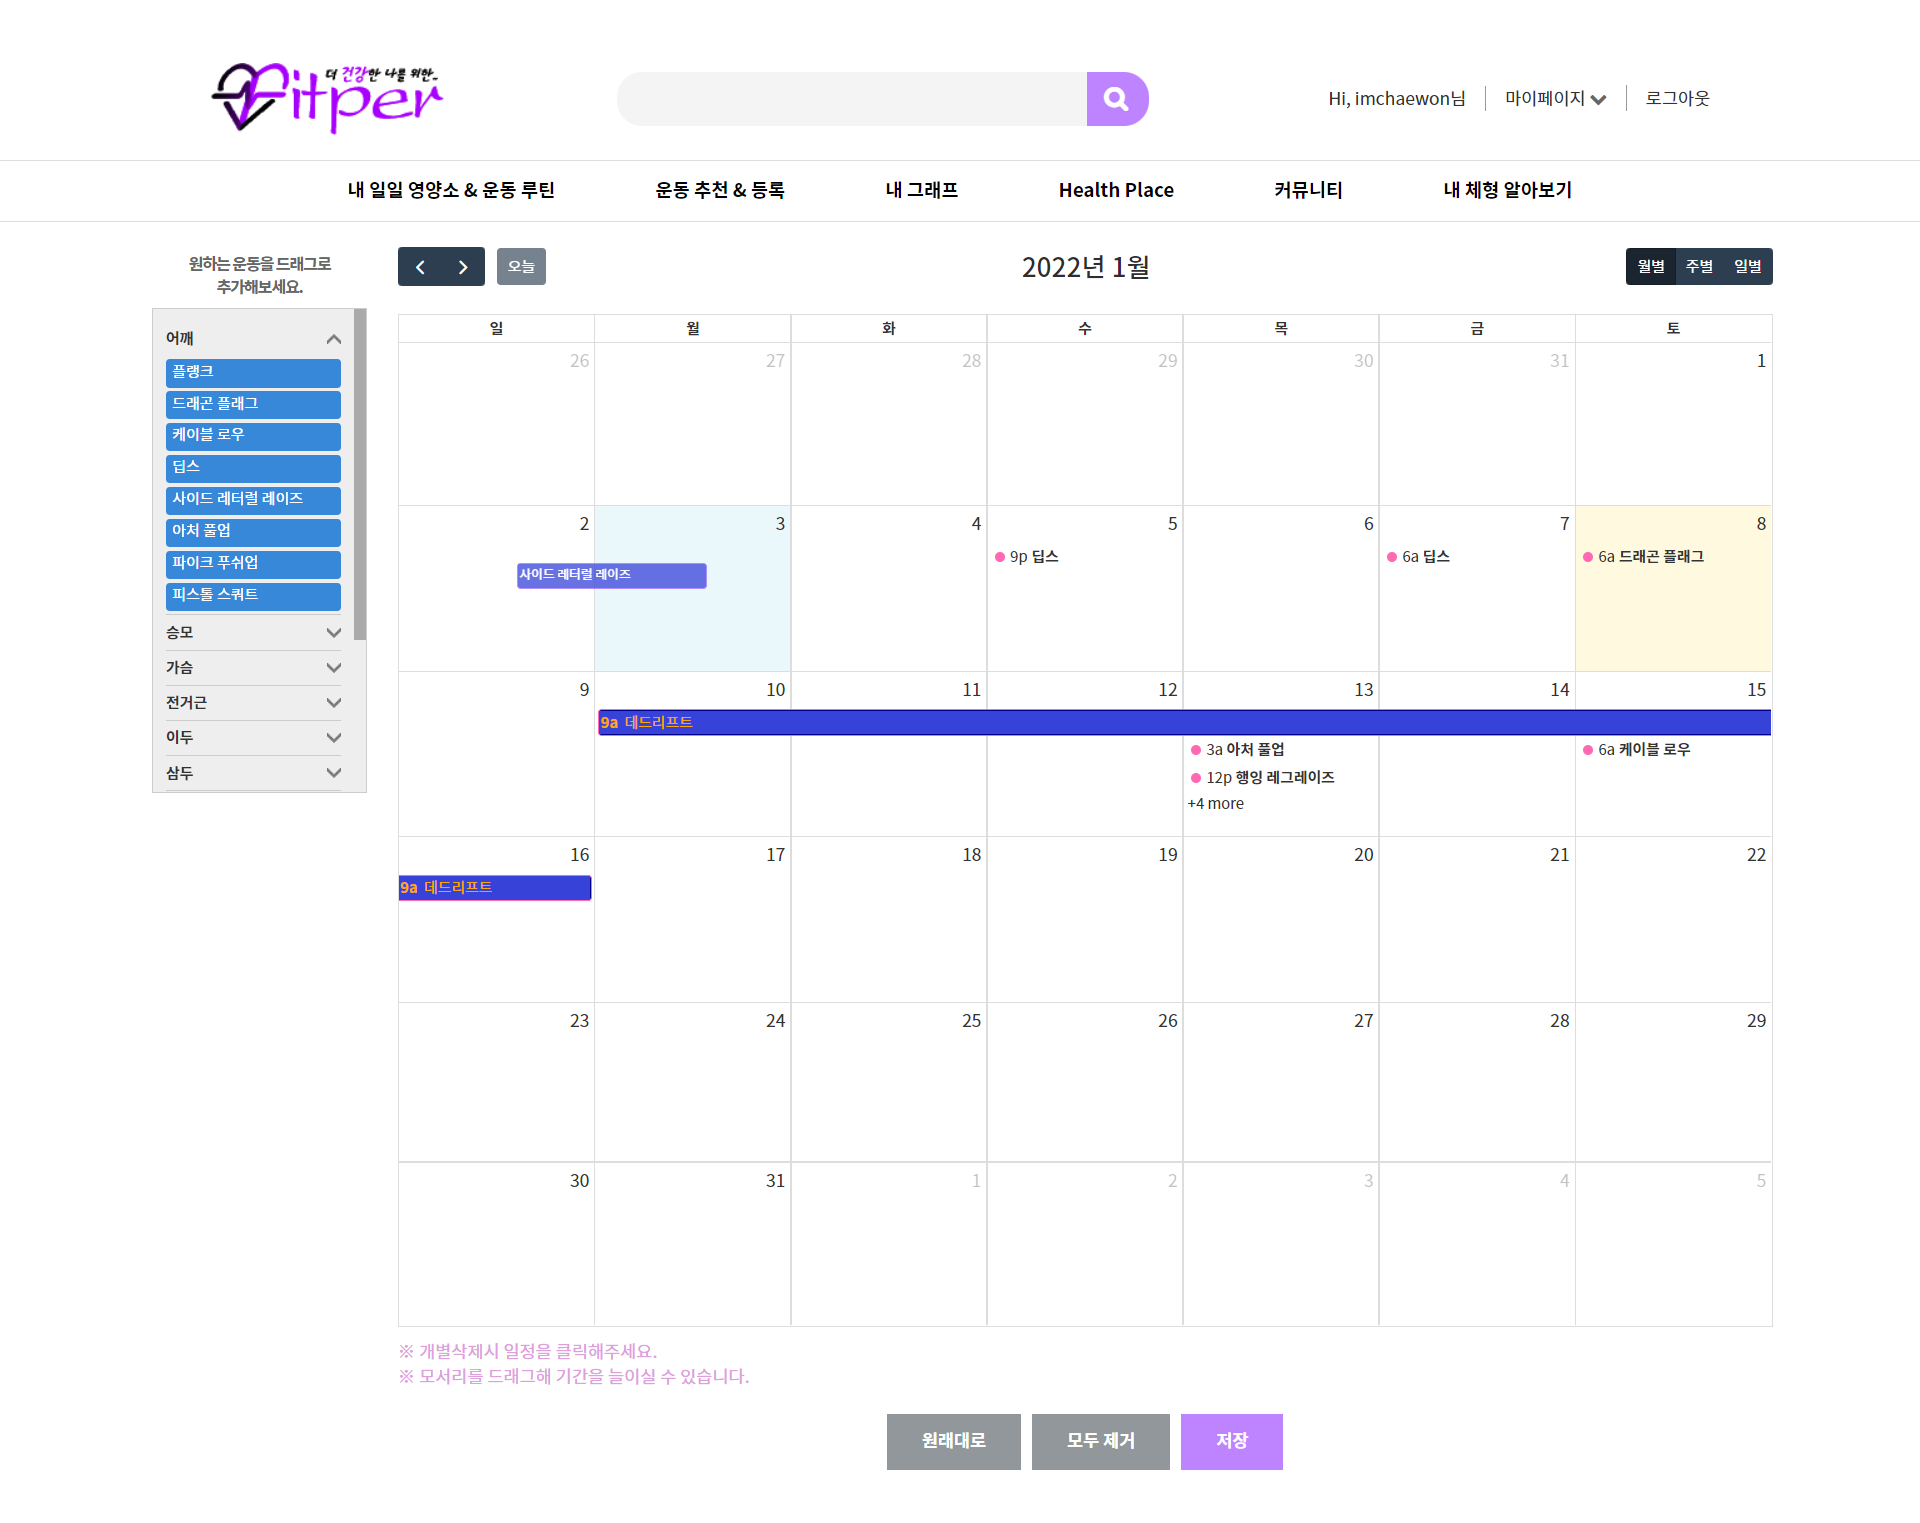 더 건강한 나를 위한..
Fitper
Hi, imchaewon님
마이페이지
로그아웃
내 일일 영양소 & 운동 루틴
운동 추천 & 등록
내 그래프
Health Place
커뮤니티
내 체형 알아보기
원하는 운동을 드래그로
추가해보세요.
어깨
플랭크
드래곤 플래그
케이블 로우
딥스
사이드 레터럴 레이즈
아처 풀업
파이크 푸쉬업
피스톨 스쿼트
승모
가슴
전거근
이두
삼두
오늘
2022년 1월
월별 주별 일별
일 월 화 수 목 금 토
26 27 28 29 30 31 1
2 3 4 5 6 7 8
사이드 레터럴 레이즈
9p 딥스
6a 딥스
6a 드래곤 플래그
9 10 11 12 13 14 15
9a 데드리프트
3a 아처 풀업
12p 행잉 레그레이즈
+4 more
6a 케이블 로우
16 17 18 19 20 21 22
9a 데드리프트
23 24 25 26 27 28 29
30 31 1 2 3 4 5
※ 개별삭제시 일정을 클릭해주세요.
※ 모서리를 드래그해 기간을 늘이실 수 있습니다.
원래대로
모두 제거
저장